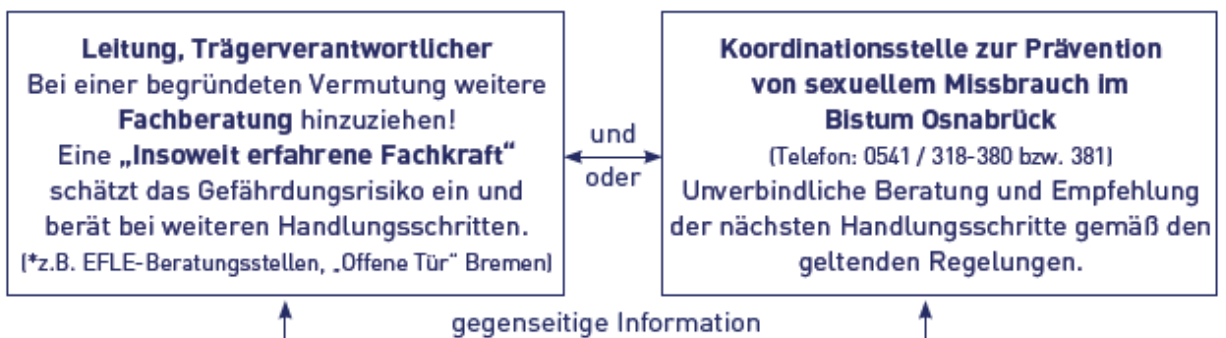 Leitung, Trägerverantwortlicher
Bei einer begründeten Vermutung weitere
Fachberatung hinzuziehen!
Eine „Insoweit erfahrene Fachkraft“
schätzt das Gefährdungsrisiko ein und
berät bei weiteren Handlungsschritten.
(*z.B. EFLE-Beratungsstellen, „Offene Tür“ Bremen)
und
oder
Koordinationsstelle zur Prävention
von sexuellem Missbrauch im
Bistum Osnabrück
(Telefon: 0541 / 318-380 bzw. 381)
Unverbindliche Beratung und Empfehlung
der nächsten Handlungsschritte gemäß den
geltenden Regelungen.
gegenseitige Information